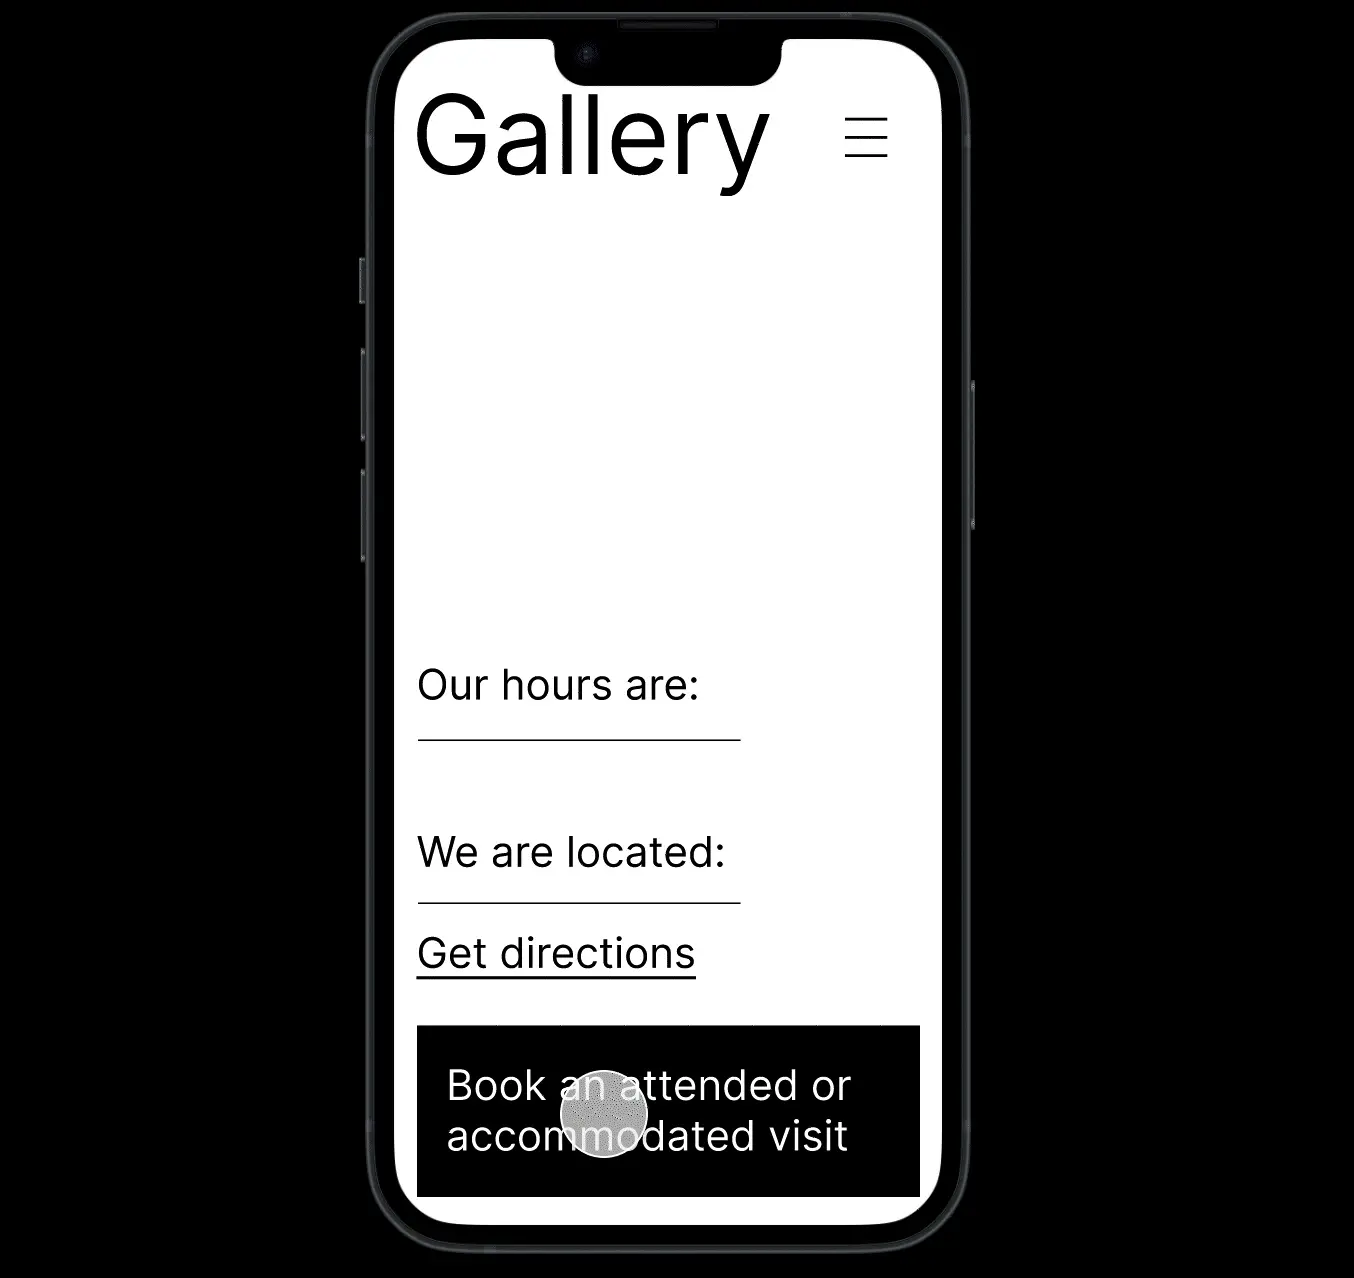 Gallery
Our hours are:
We are located:
Get directions
Book an attended or
accommodated visit